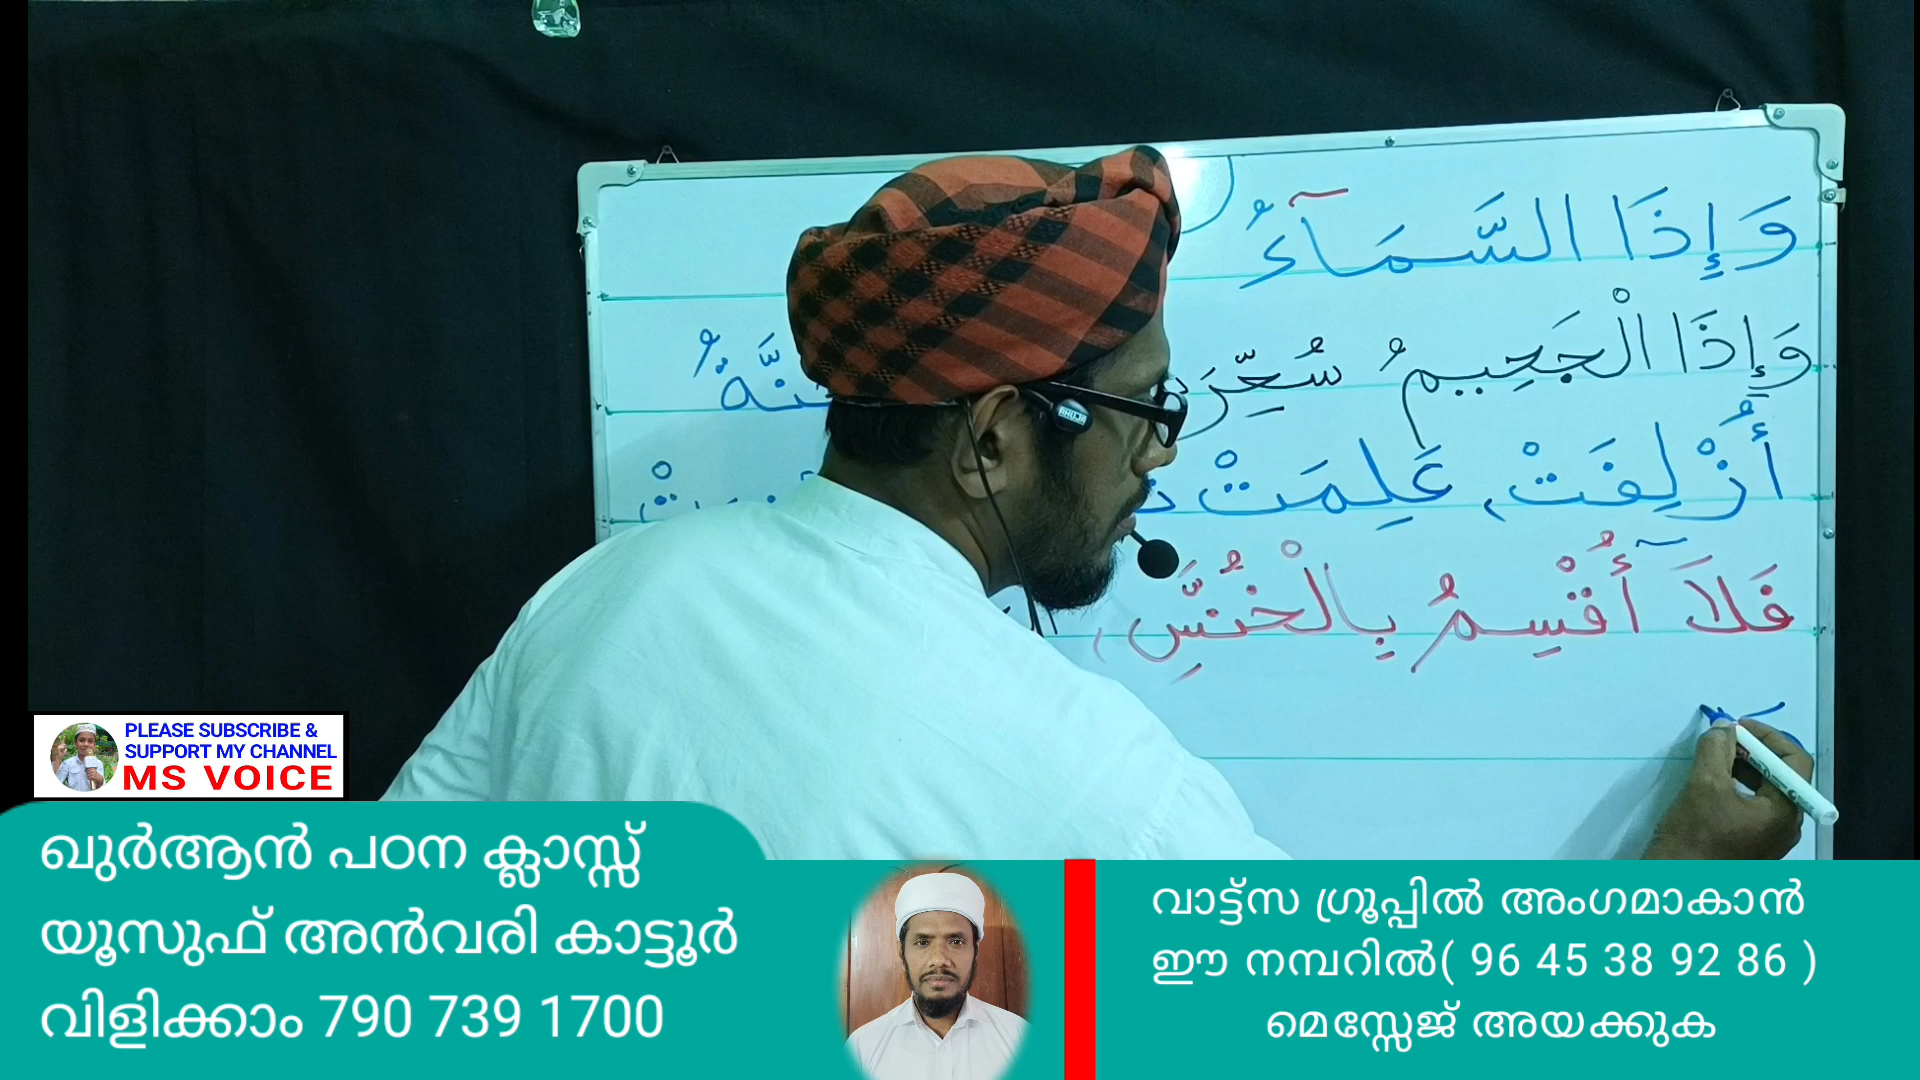 وَإِذَا السَّمَآءُ
وَإِذَا الْجَحِيمُ سُعِّرَ نَّةُ
أُزْلِفَتْ، عَلِمَتْ
فَلَآ أُقْسِمُ بِالْخُنَّسِ،
AHUJA
PLEASE SUBSCRIBE &
SUPPORT MY CHANNEL
MS VOICE
ഖുർആൻ പഠന ക്ലാസ്സ്
യൂസുഫ് അൻവരി കാട്ടൂർ
വിളിക്കാം 790 739 1700
വാട്ട്സ ഗ്രൂപ്പിൽ അംഗമാകാൻ
ഈ നമ്പറിൽ( 96 45 38 92 86 )
മെസ്സേജ് അയക്കുക